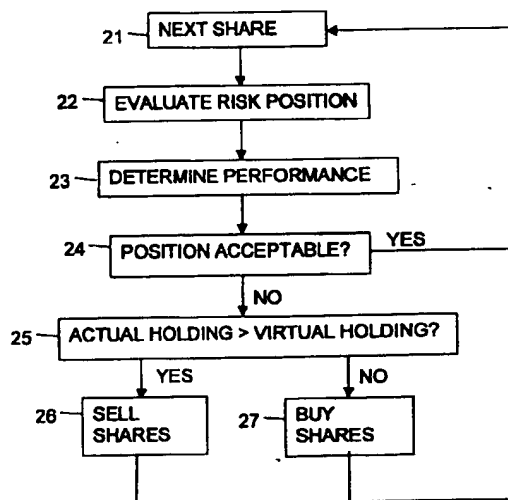 21 NEXT SHARE
22 EVALUATE RISK POSITION
23 DETERMINE PERFORMANCE
24 POSITION ACCEPTABLE? YES
NO
25 ACTUAL HOLDING > VIRTUAL HOLDING?
YES NO
26 SELL SHARES
27 BUY SHARES